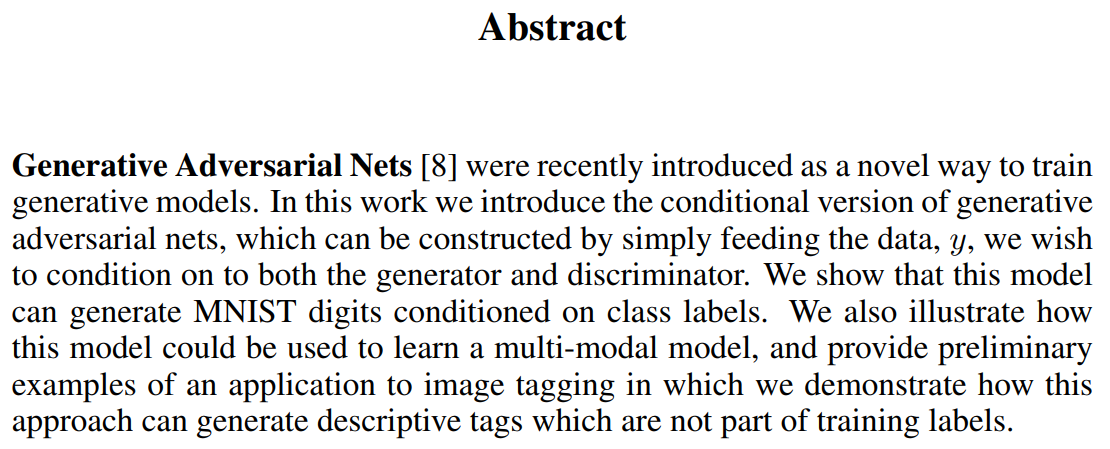 Abstract
Generative Adversarial Nets [8] were recently introduced as a novel way to train
generative models. In this work we introduce the conditional version of generative
adversarial nets, which can be constructed by simply feeding the data, y, we wish
to condition on to both the generator and discriminator. We show that this model
can generate MNIST digits conditioned on class labels. We also illustrate how
this model could be used to learn a multi-modal model, and provide preliminary
examples of an application to image tagging in which we demonstrate how this
approach can generate descriptive tags which are not part of training labels.